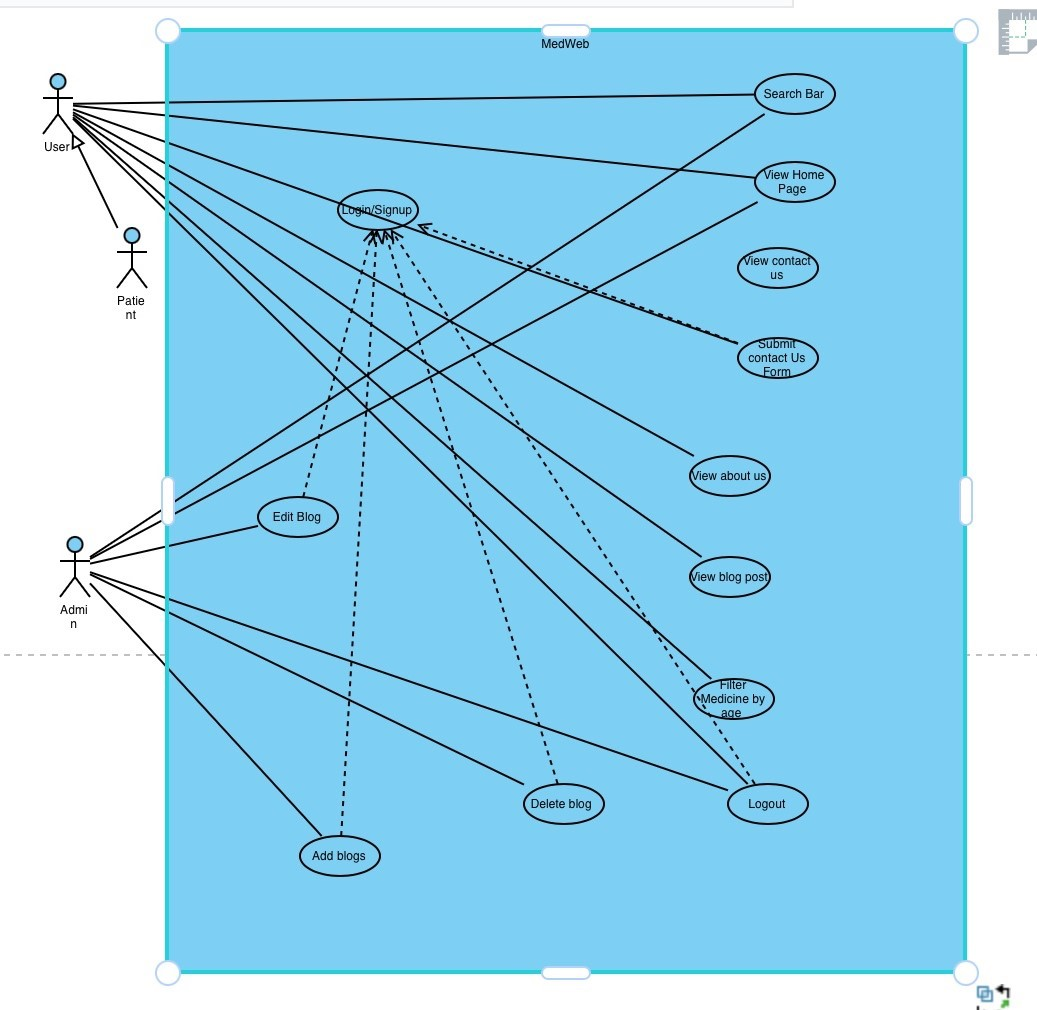 MedWeb
Search Bar
User
View Home
Page
Login/Signup
View contact
us
Patie
nt
Submit
contact Us
Form
View about us
Edit Blog
View blog post
Admi
n
Filter
Medicine by
age
Delete blog
Logout
Add blogs